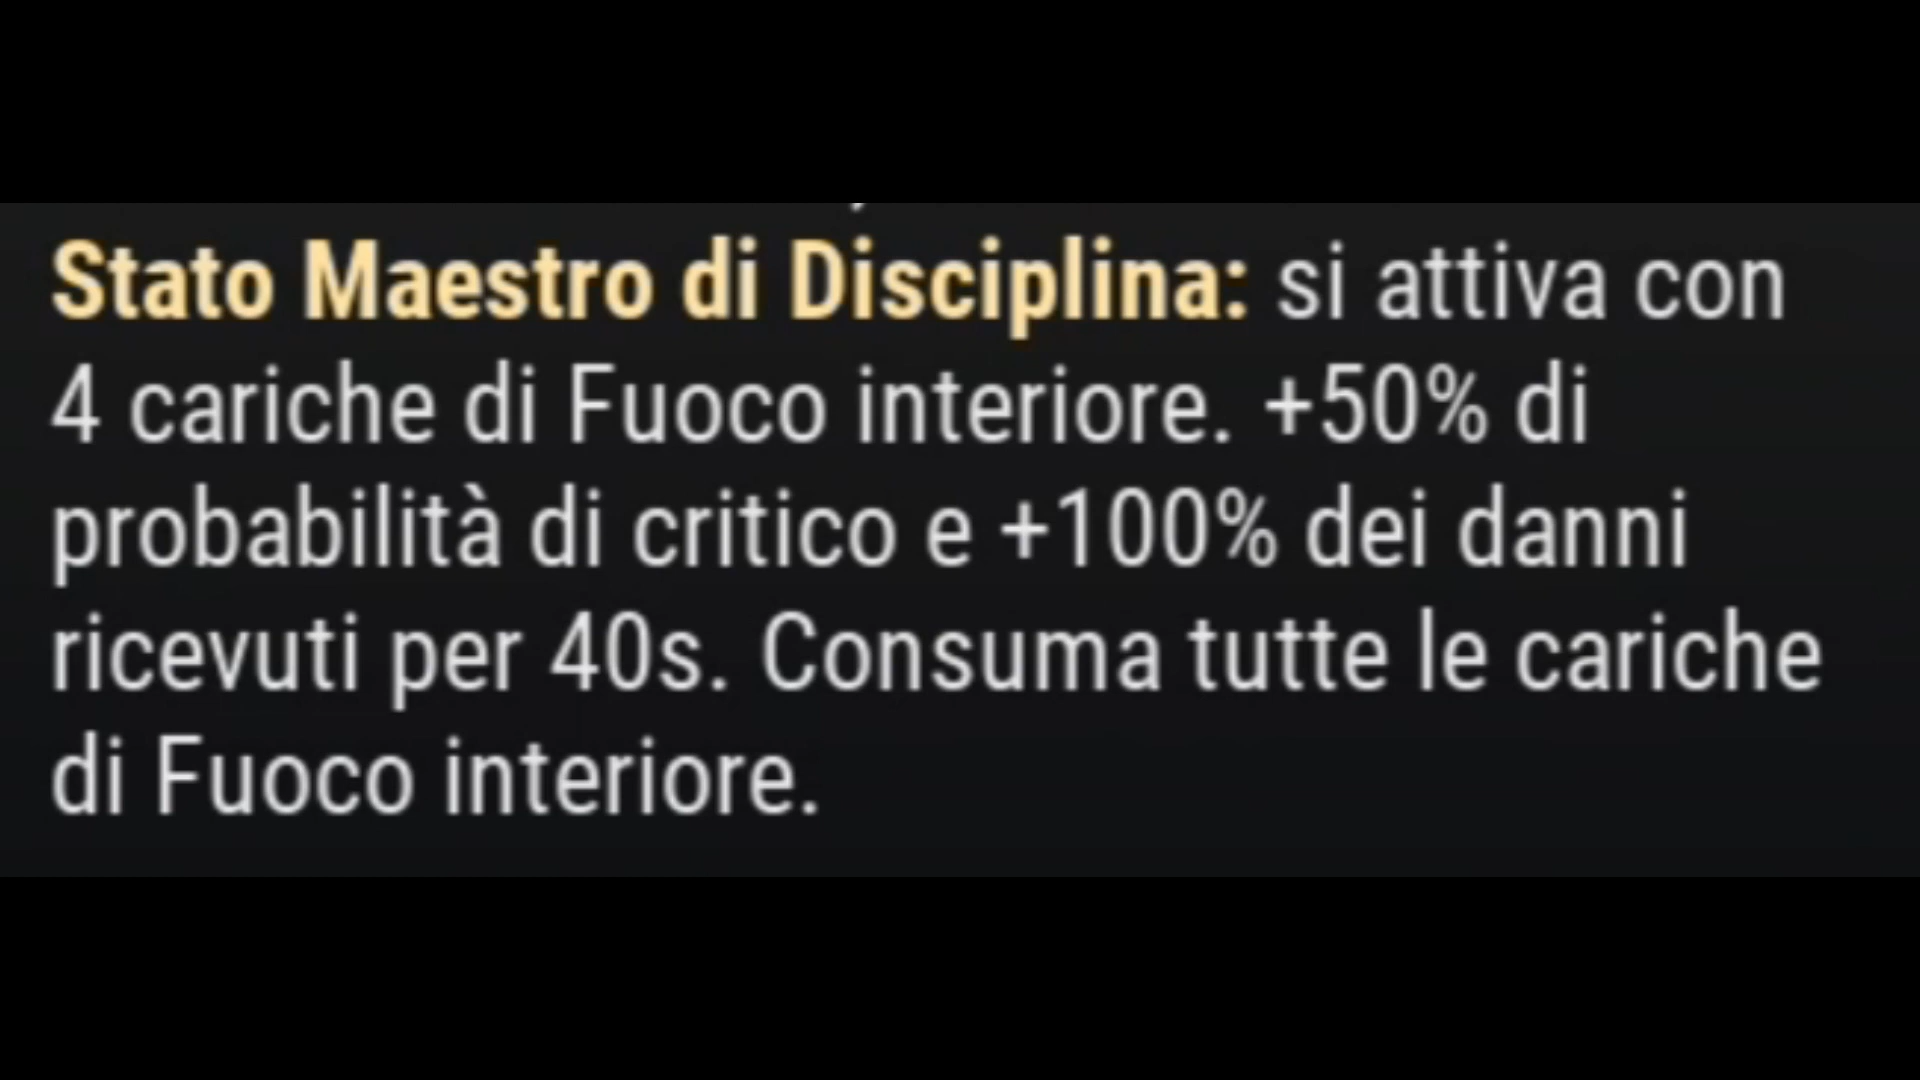 Stato Maestro di Disciplina: si attiva con
4 cariche di Fuoco interiore. +50% di
probabilità di critico e +100% dei danni
ricevuti per 40s. Consuma tutte le cariche
di Fuoco interiore.